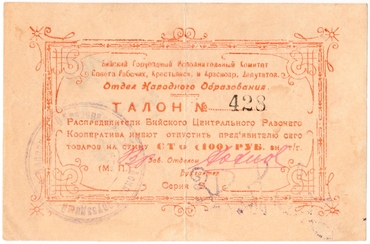 Бийский Городской Исполнительный Комитет
Совета Рабочих, Крестьянск. и Красноар. Депутатов.
Отдел Народного Образования
ТАЛОН № 428
Распределители Бийского Центрального Рабочего
Кооператива имеют отпустить предъявителю сего
товаров на сумму СТО (100) РУБ.
Зав. Отделом
(М. П.)
Серия